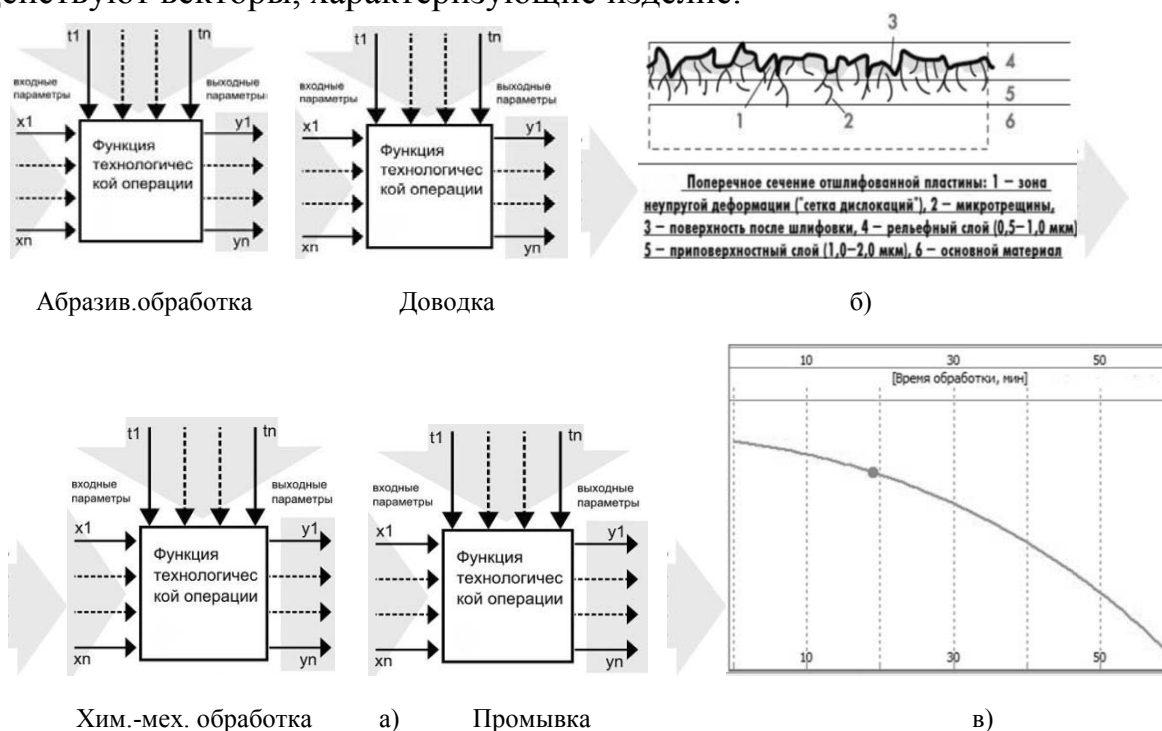 действуют векторы, характеризующие изделие.
t1 tn
входные параметры
выходные параметры
x1 y1
Функция
технологичес
кой операции
xn yn
t1 tn
входные параметры
выходные параметры
x1 y1
Функция
технологичес
кой операции
xn yn
3
4
5
6
1 2
Поперечное сечение отшлифованной пластины: 1 – зона
неупругой деформации ("сетка дислокаций"), 2 – микротрещины,
3 – поверхность после шлифовки, 4 – рельефный слой (0,5–1,0 мкм)
5 – приповерхностный слой (1,0–2,0 мкм), 6 – основной материал
Абразив.обработка Доводка б)
t1 tn
входные параметры
выходные параметры
x1 y1
Функция
технологичес
кой операции
xn yn
t1 tn
входные параметры
выходные параметры
x1 y1
Функция
технологичес
кой операции
xn yn
10 30 50
[Время обработки, мин]
10 30 50
Хим.-мех. обработка а) Промывка в)